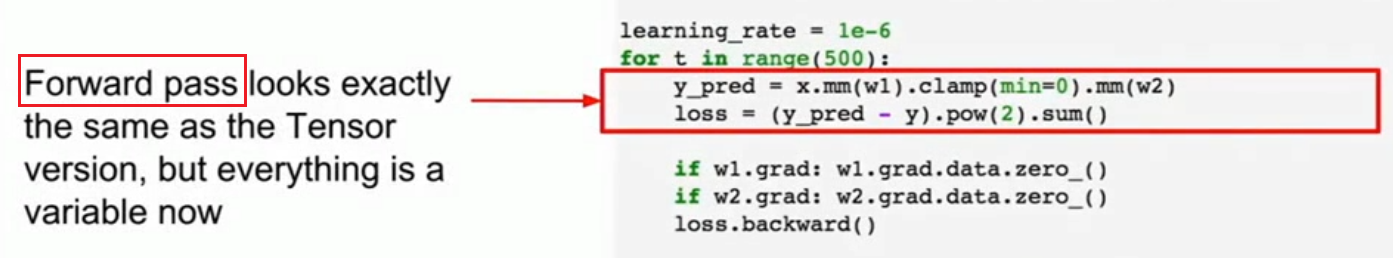 Forward pass looks exactly
the same as the Tensor
version, but everything is a
variable now
learning_rate = 1e-6
for t in range(500):
    y_pred = x.mm(w1).clamp(min=0).mm(w2)
    loss = (y_pred - y).pow(2).sum()
    if w1.grad: w1.grad.data.zero_()
    if w2.grad: w2.grad.data.zero_()
    loss.backward()